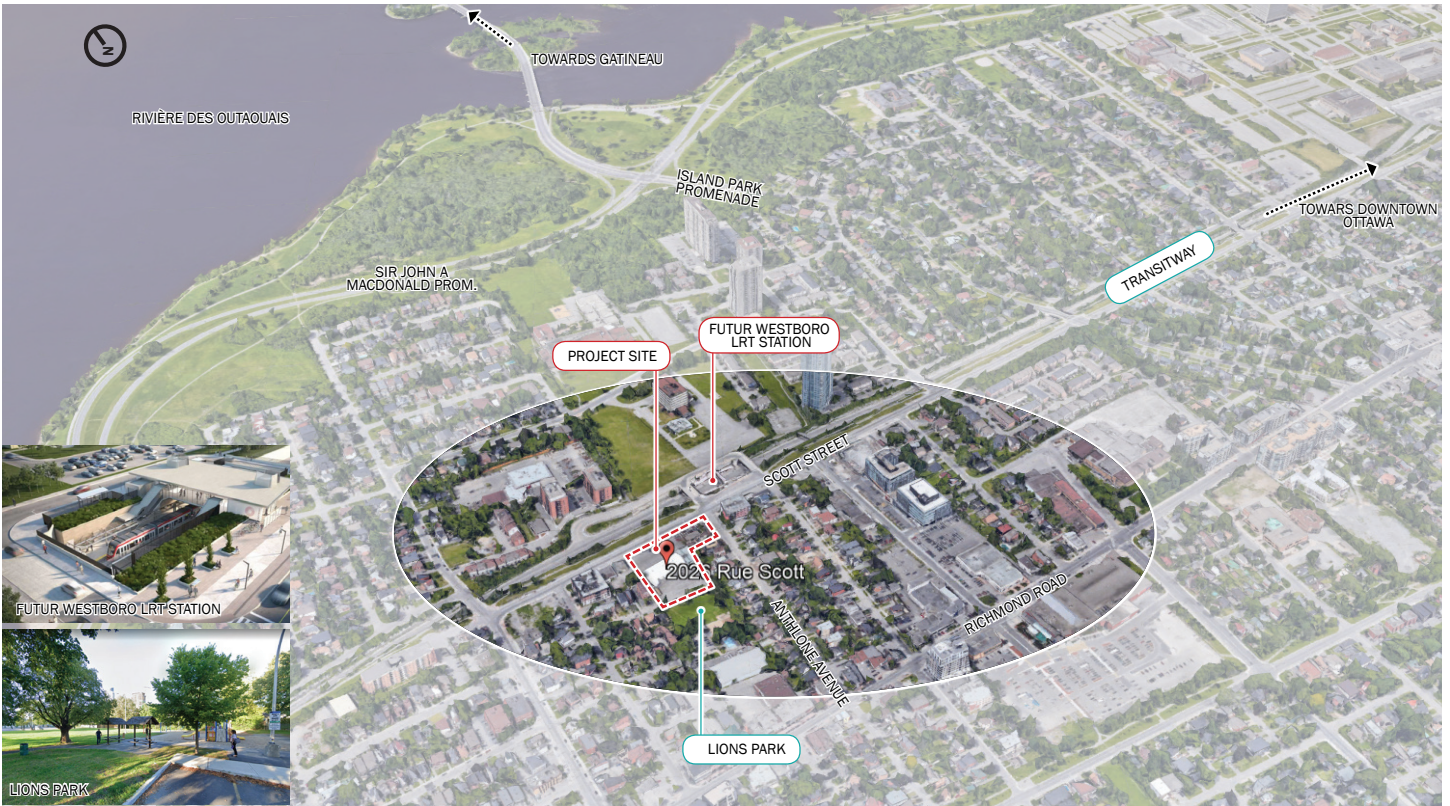 N
TOWARDS GATINEAU
RIVIÈRE DES OUTAOUAIS
ISLAND PARK
PROMENADE
TOWARS DOWNTOWN
OTTAWA
TRANSITWAY
SIR JOHN A
MACDONALD PROM.
FUTUR WESTBORO
LRT STATION
PROJECT SITE
SCOTT STREET
2026 Rue Scott
ANTHLONE AVENUE
RICHMOND ROAD
FUTUR WESTBORO LRT STATION
LIONS PARK
LIONS PARK